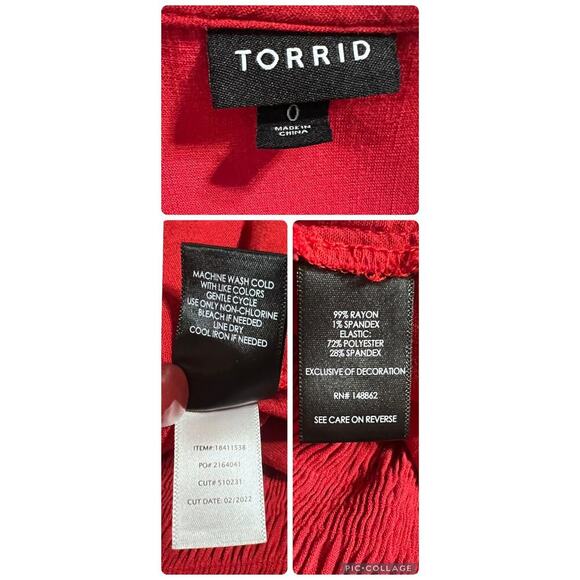 TORRID
0
MADE IN
CHINA
MACHINE WASH COLD
WITH LIKE COLORS
GENTLE CYCLE
USE ONLY NON-CHLORINE
BLEACH IF NEEDED
LINE DRY
COOL IRON IF NEEDED
ITEM#:18411538
PO# 2164041
CUT# 510231
CUT DATE: 02/2022
99% RAYON
1% SPANDEX
ELASTIC:
72% POLYESTER
28% SPANDEX
EXCLUSIVE OF DECORATION
RN# 148862
SEE CARE ON REVERSE
PIC•COLLAGE